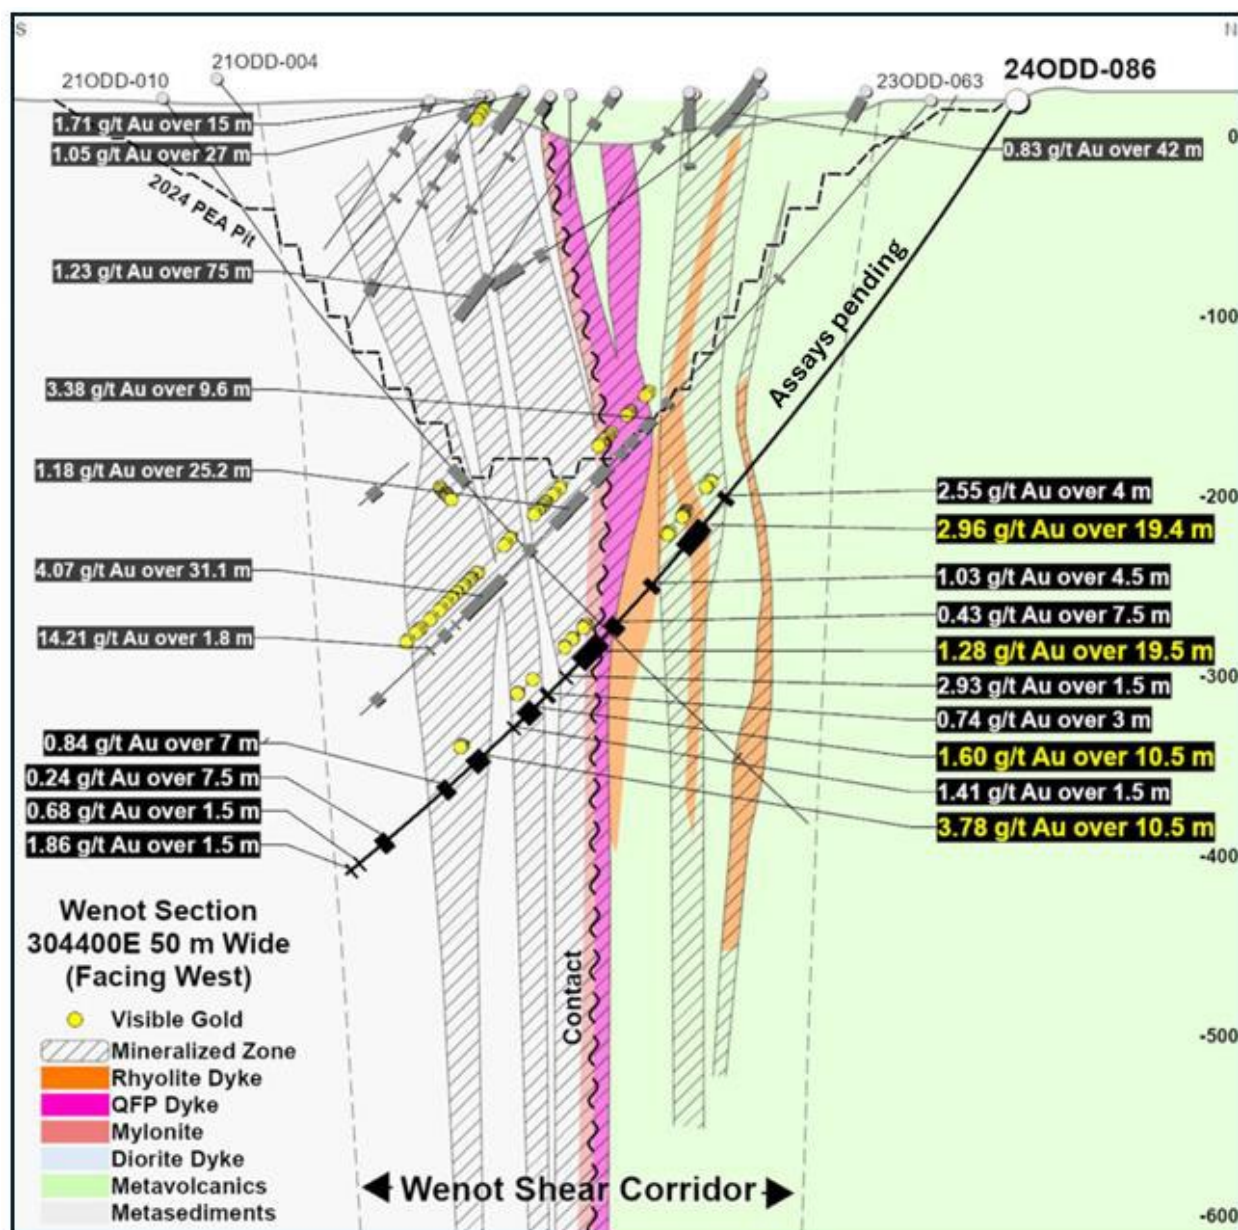 S
N
21ODD-010
21ODD-004
23ODD-063
24ODD-086
1.71 g/t Au over 15 m
1.05 g/t Au over 27 m
0.83 g/t Au over 42 m
0
2024 PEA Pit
1.23 g/t Au over 75 m
Assays pending
-100
3.38 g/t Au over 9.6 m
1.18 g/t Au over 25.2 m
-200
2.55 g/t Au over 4 m
2.96 g/t Au over 19.4 m
4.07 g/t Au over 31.1 m
1.03 g/t Au over 4.5 m
0.43 g/t Au over 7.5 m
14.21 g/t Au over 1.8 m
1.28 g/t Au over 19.5 m
-300
2.93 g/t Au over 1.5 m
0.74 g/t Au over 3 m
0.84 g/t Au over 7 m
1.60 g/t Au over 10.5 m
0.24 g/t Au over 7.5 m
1.41 g/t Au over 1.5 m
0.68 g/t Au over 1.5 m
3.78 g/t Au over 10.5 m
1.86 g/t Au over 1.5 m
-400
Wenot Section
304400E 50 m Wide
(Facing West)
Contact
Visible Gold
-500
Mineralized Zone
Rhyolite Dyke
QFP Dyke
Mylonite
Diorite Dyke
Metavolcanics
Metasediments
Wenot Shear Corridor
-600